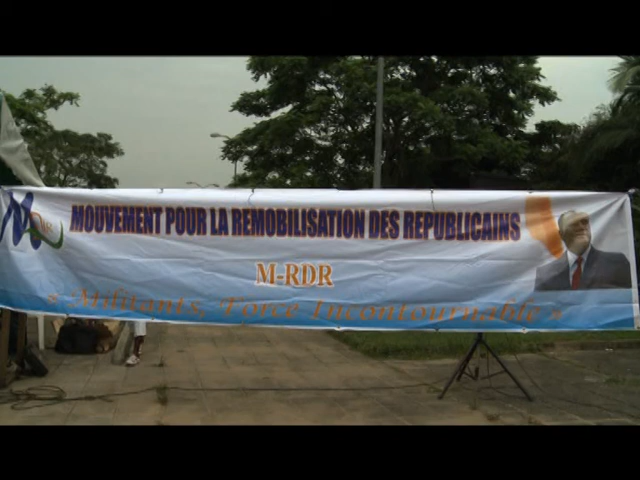 MOUVEMENT POUR LA REMOBILISATION DES REPUBLICAINS
M-RDR
« Militants, Force Incontournable »